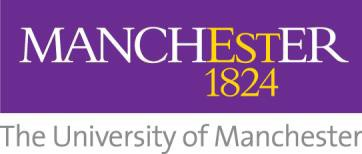 MANCHEsTER
1824
The University of Manchester